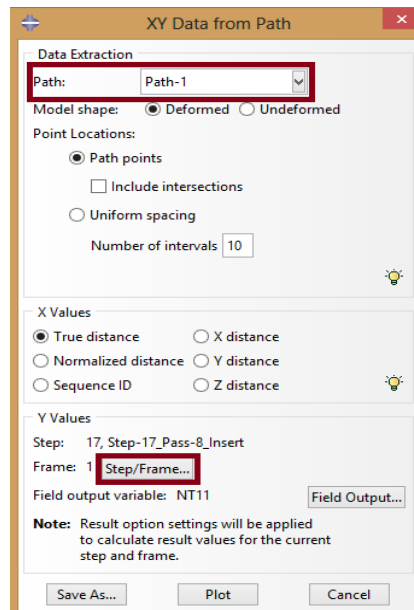 XY Data from Path
Data Extraction
Path: Path-1
Model shape: Deformed Undeformed
Point Locations:
Path points
Include intersections
Uniform spacing
Number of intervals 10
X Values
True distance X distance
Normalized distance Y distance
Sequence ID Z distance
Y Values
Step: 17, Step-17_Pass-8_Insert
Frame: 1 Step/Frame...
Field output variable: NT11 Field Output...
Note: Result option settings will be applied
to calculate result values for the current
step and frame.
Save As... Plot Cancel